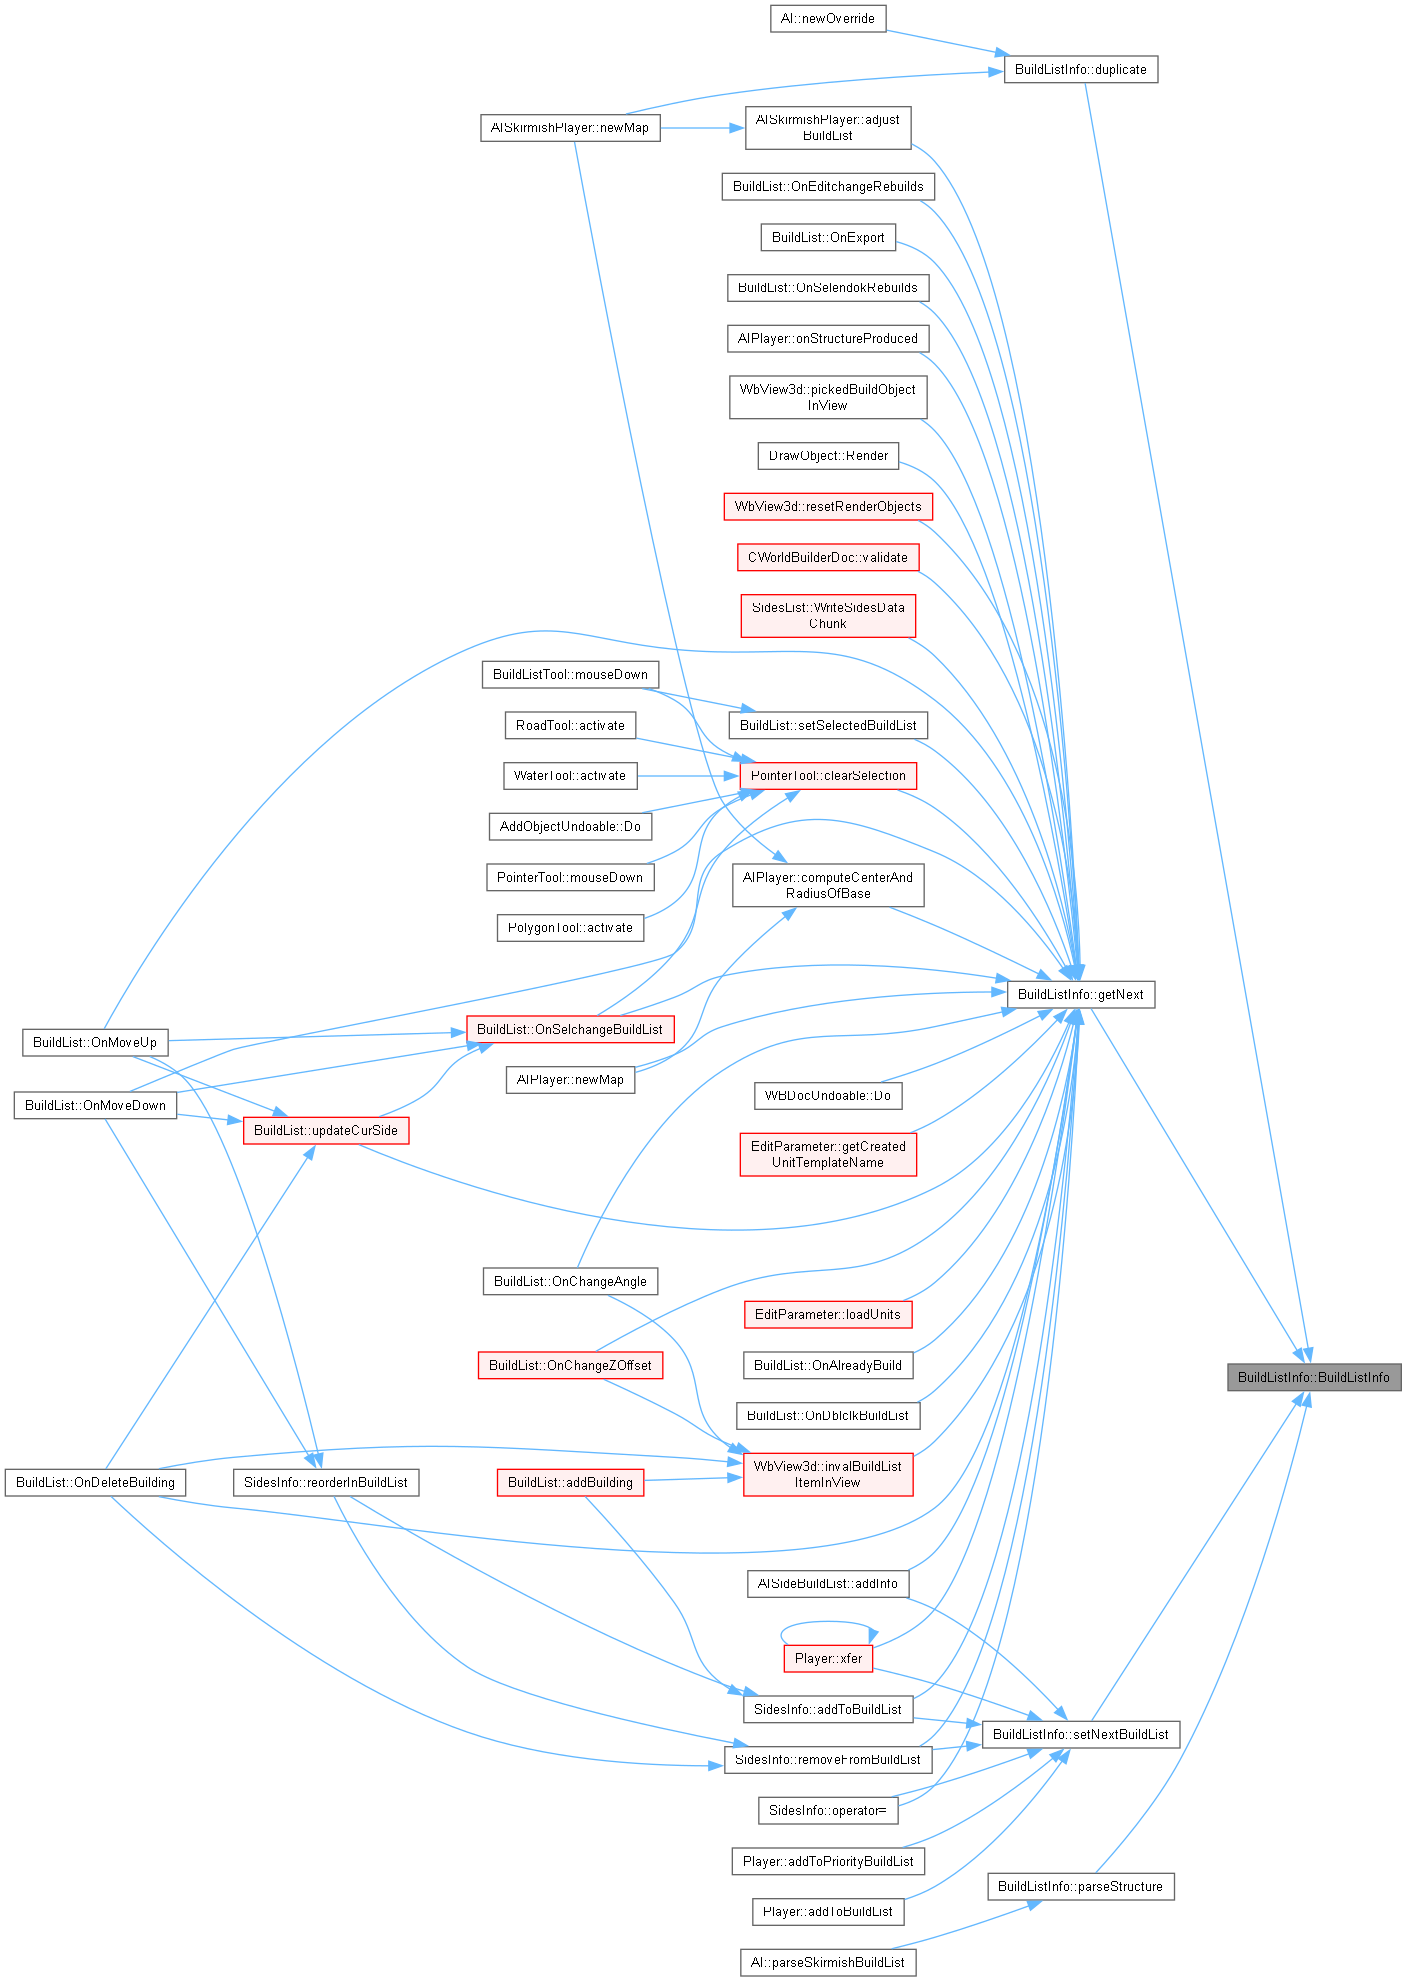 AI::newOverride
BuildListInfo::duplicate
AISkirmishPlayer::newMap
AISkirmishPlayer::adjust
BuildList
BuildList::OnEditchangeRebuilds
BuildList::OnExport
BuildList::OnSelendokRebuilds
AIPlayer::onStructureProduced
WbView3d::pickedBuildObject
InView
DrawObject::Render
WbView3d::resetRenderObjects
CWorldBuilderDoc::validate
SidesList::WriteSidesData
Chunk
BuildListTool::mouseDown
RoadTool::activate
BuildList::setSelectedBuildList
WaterTool::activate
PointerTool::clearSelection
AddObjectUndoable::Do
PointerTool::mouseDown
AIPlayer::computeCenterAnd
RadiusOfBase
PolygonTool::activate
BuildListInfo::getNext
BuildList::OnMoveUp
BuildList::OnSelchangeBuildList
AIPlayer::newMap
WBDocUndoable::Do
BuildList::OnMoveDown
BuildList::updateCurSide
EditParameter::getCreated
UnitTemplateName
BuildList::OnChangeAngle
EditParameter::loadUnits
BuildList::OnChangeZOffset
BuildList::OnAlreadyBuild
BuildListInfo::BuildListInfo
BuildList::OnDblclkBuildList
BuildList::OnDeleteBuilding
SidesInfo::reorderInBuildList
BuildList::addBuilding
WbView3d::invalBuildList
ItemInView
AISideBuildList::addInfo
Player::xfer
SidesInfo::addToBuildList
BuildListInfo::setNextBuildList
SidesInfo::removeFromBuildList
SidesInfo::operator=
Player::addToPriorityBuildList
BuildListInfo::parseStructure
Player::addToBuildList
AI::parseSkirmishBuildList